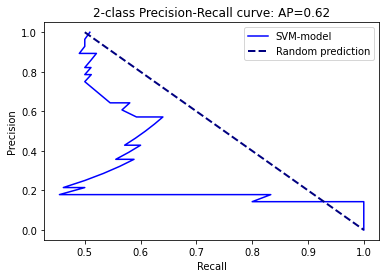 2-class Precision-Recall curve: AP=0.62
SVM-model
Random prediction
Precision
1.0
0.8
0.6
0.4
0.2
0.0
0.5 0.6 0.7 0.8 0.9 1.0
Recall